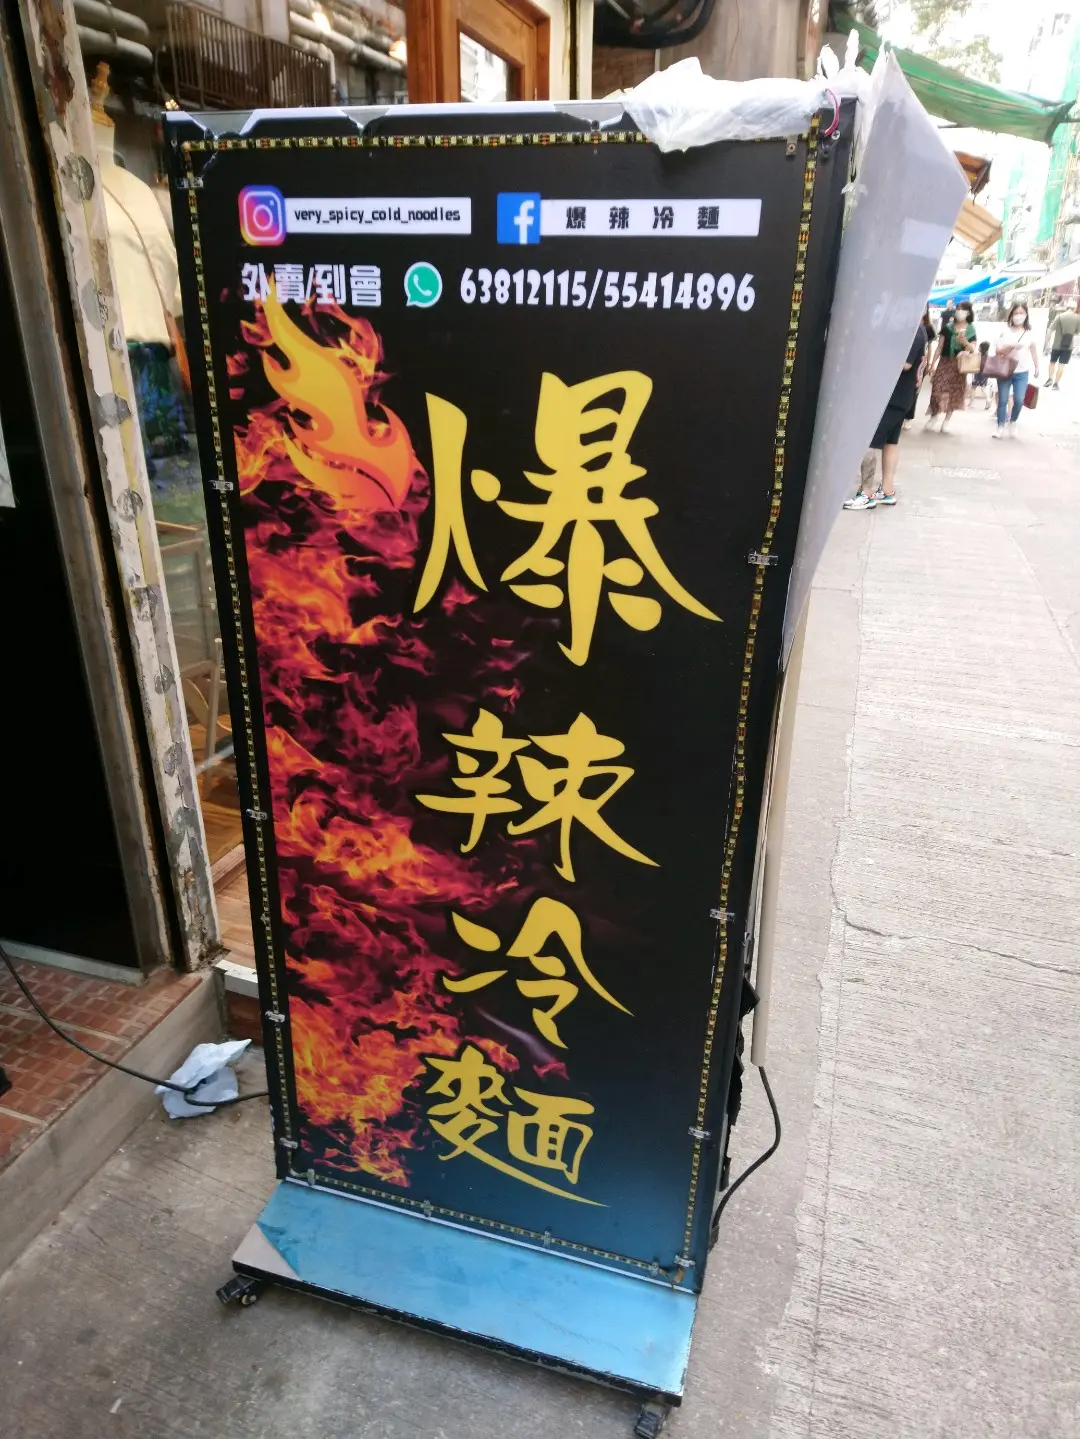 very_spicy_cold_noodles
爆辣冷麵
外賣/到會 63812115/55414896
爆
辣
冷
麵